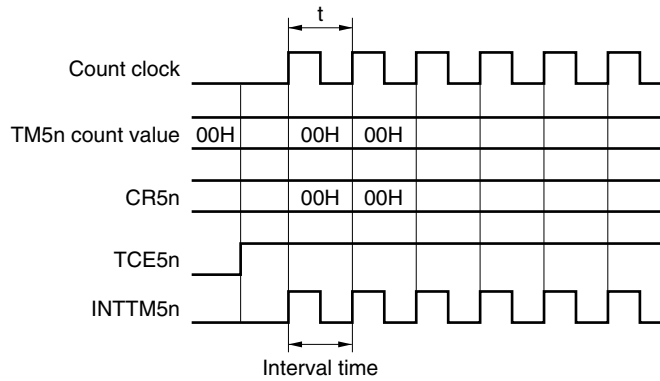 t
Count clock
TM5n count value 00H 00H 00H
CR5n 00H 00H
TCE5n
INTTM5n
Interval time